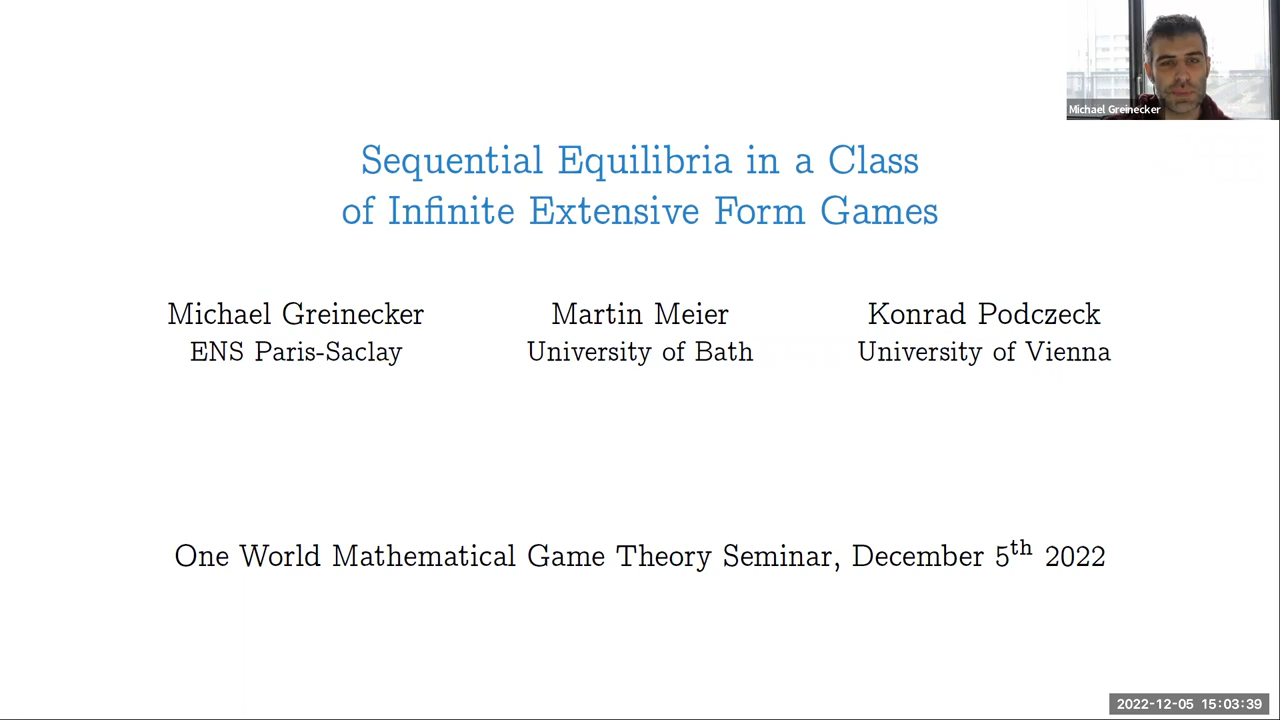 Michael Greinecker
Sequential Equilibria in a Class
of Infinite Extensive Form Games
Michael Greinecker
ENS Paris-Saclay
Martin Meier
University of Bath
Konrad Podczeck
University of Vienna
One World Mathematical Game Theory Seminar, December 5th 2022
2022-12-05 15:03:39